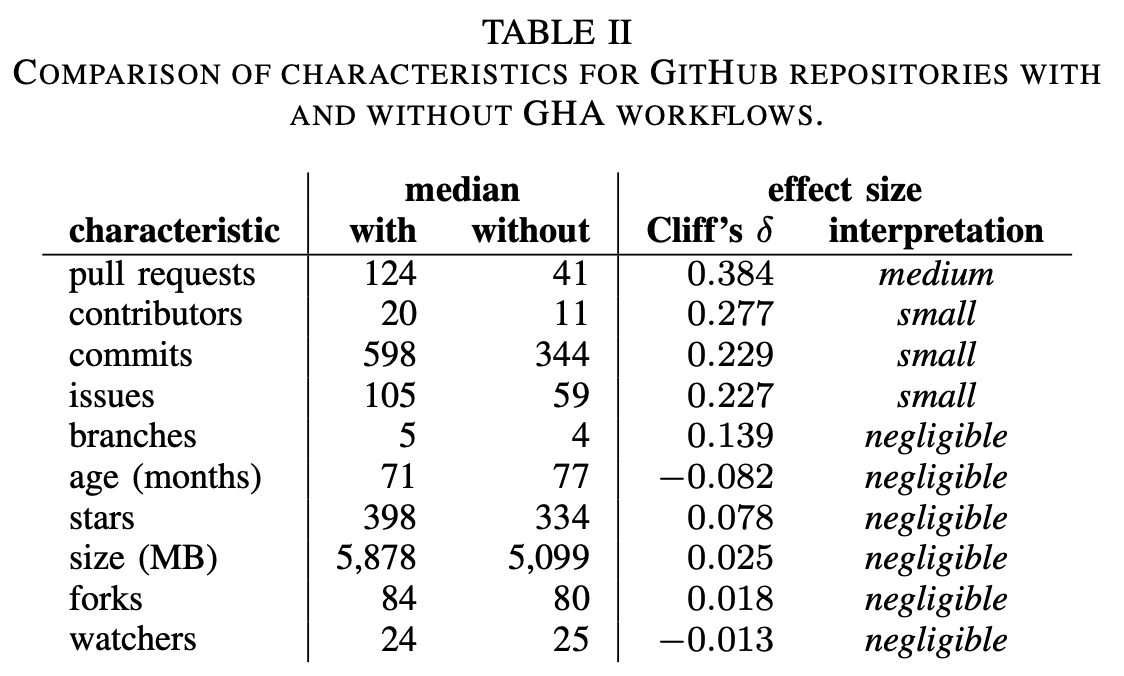 TABLE II
COMPARISON OF CHARACTERISTICS FOR GITHUB REPOSITORIES WITH
AND WITHOUT GHA WORKFLOWS.
median effect size
characteristic with without Cliff's δ interpretation
pull requests 124 41 0.384 medium
contributors 20 11 0.277 small
commits 598 344 0.229 small
issues 105 59 0.227 small
branches 5 4 0.139 negligible
age (months) 71 77 −0.082 negligible
stars 398 334 0.078 negligible
size (MB) 5,878 5,099 0.025 negligible
forks 84 80 0.018 negligible
watchers 24 25 −0.013 negligible